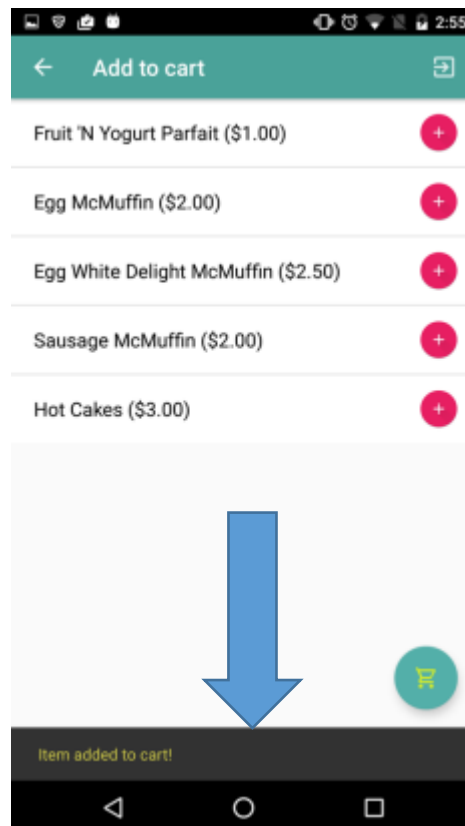 2:55
Add to cart
Fruit 'N Yogurt Parfait ($1.00)
Egg McMuffin ($2.00)
Egg White Delight McMuffin ($2.50)
Sausage McMuffin ($2.00)
Hot Cakes ($3.00)
Item added to cart!